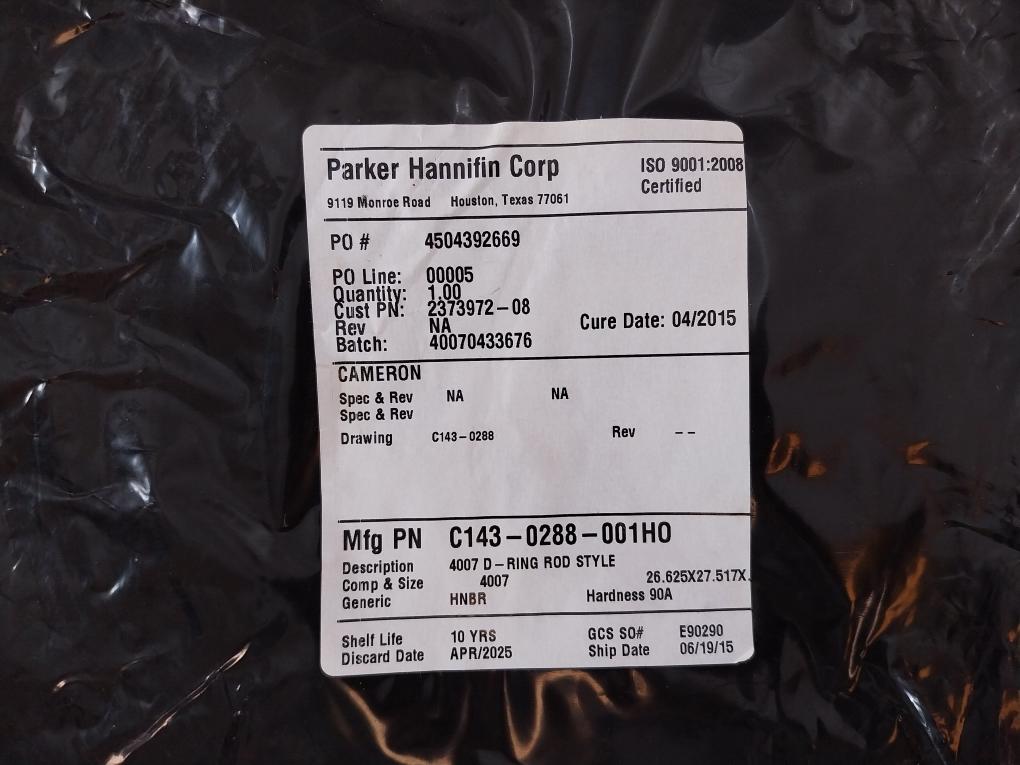 Parker Hannifin Corp ISO 9001:2008
Certified
9119 Monroe Road Houston, Texas 77061
PO # 4504392669
PO Line: 00005
Quantity: 1.00
Cust PN: 2373972-08
Rev NA
Cure Date: 04/2015
Batch: 40070433676
CAMERON
Spec & Rev NA NA
Spec & Rev
Drawing C143-0288 Rev --
Mfg PN C143-0288-001HO
Description 4007 D-RING ROD STYLE
Comp & Size 4007 26.625X27.517X.
Generic HNBR Hardness 90A
Shelf Life 10 YRS GCS SO# E90290
Discard Date APR/2025 Ship Date 06/19/15